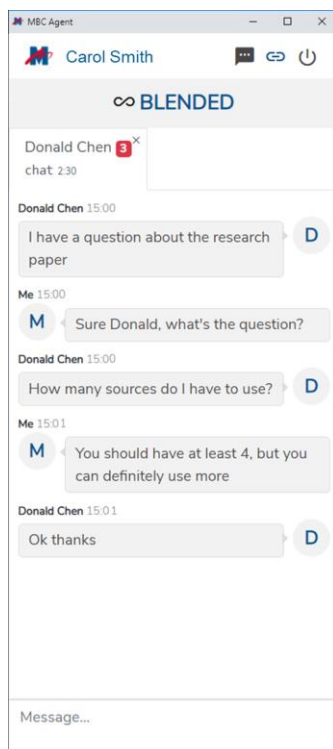 MBC Agent
Carol Smith
BLENDED
Donald Chen 3
chat 2:30
Donald Chen 15:00
I have a question about the research
paper
D
Me 15:00
M
Sure Donald, what's the question?
Donald Chen 15:00
How many sources do I have to use?
D
Me 15:01
M
You should have at least 4, but you
can definitely use more
Donald Chen 15:01
Ok thanks
D
Message...